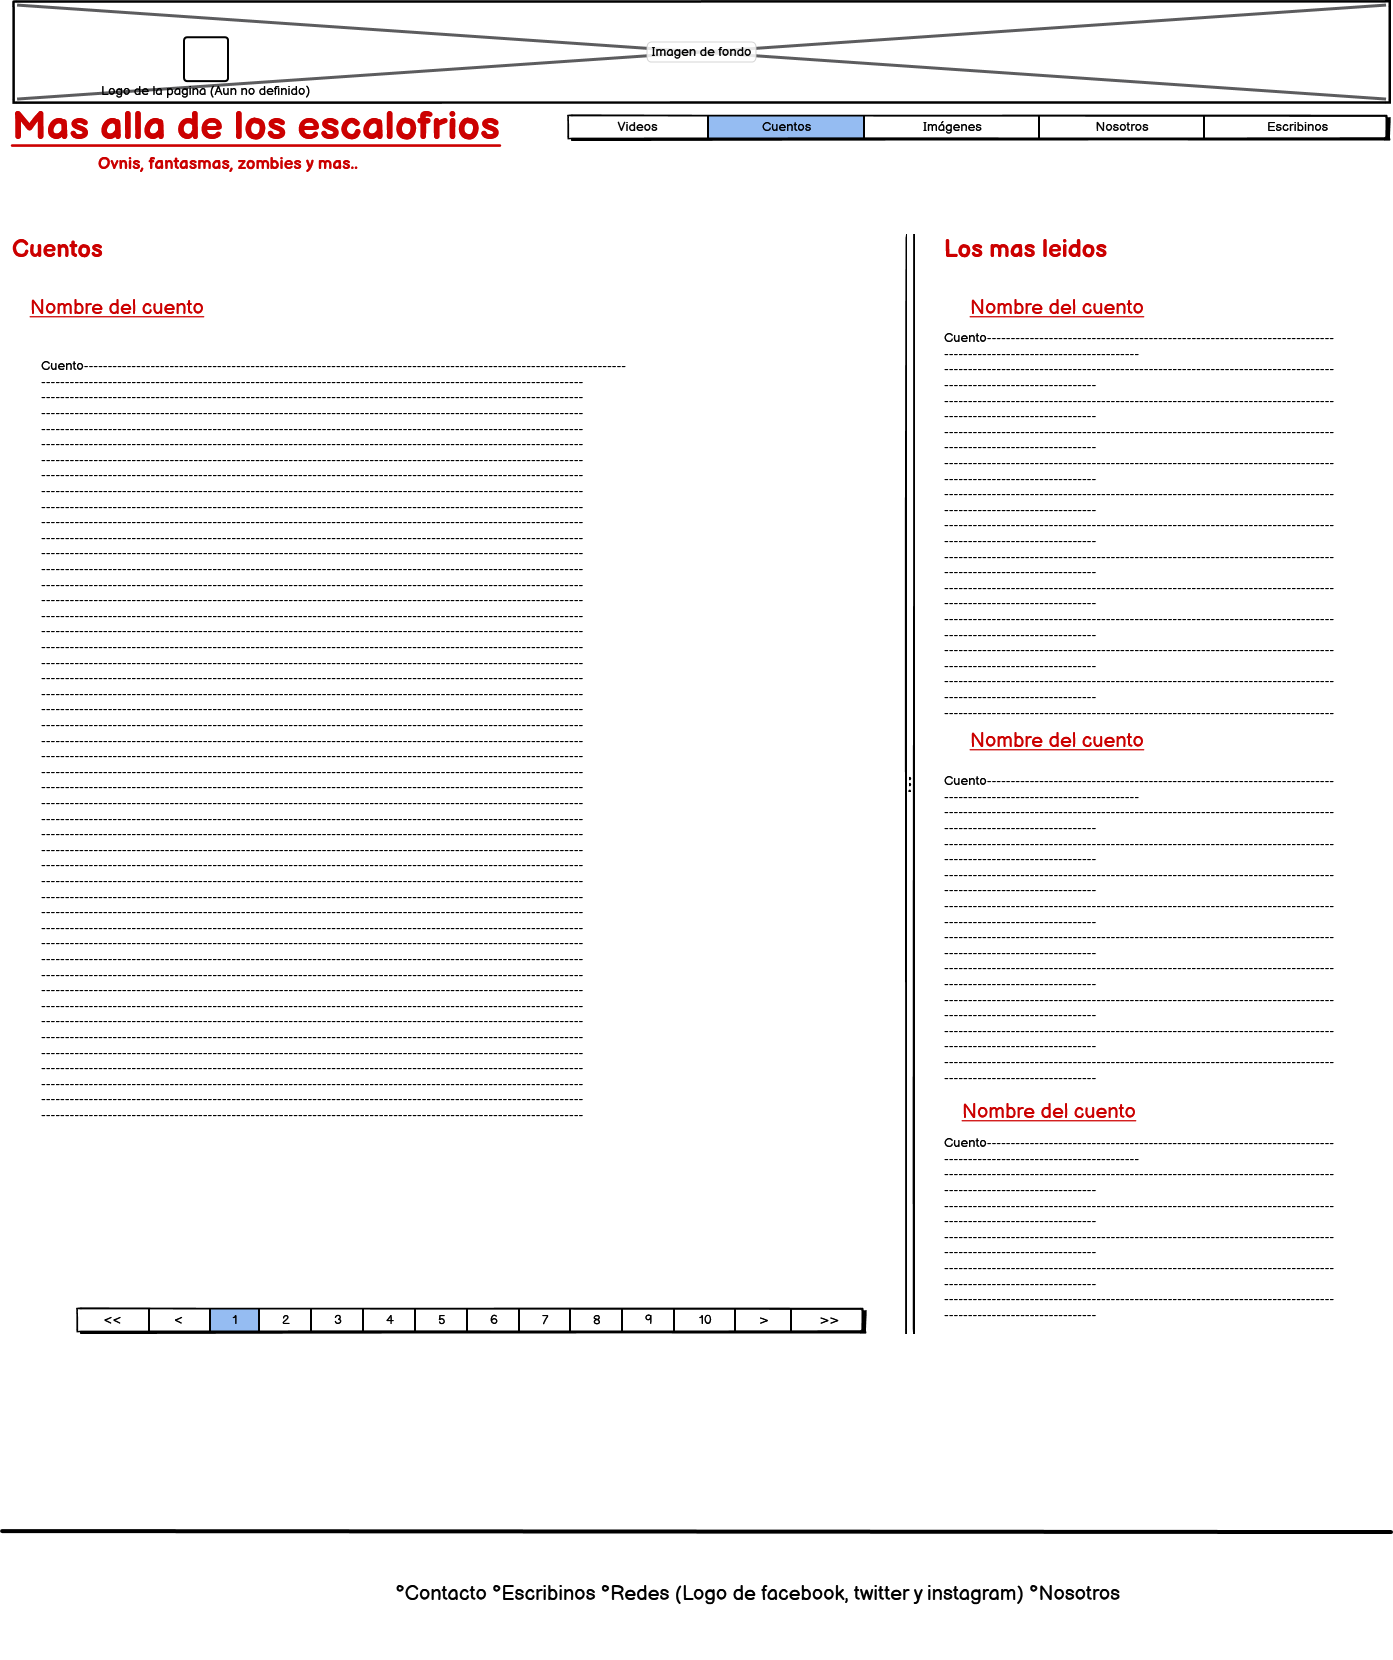 Imagen de fondo
Logo de la pagina (Aun no definido)
Mas alla de los escalofrios
Ovnis, fantasmas, zombies y mas..
Videos Cuentos Imágenes Nosotros Escribinos
Cuentos
Nombre del cuento
Cuento
Los mas leidos
Nombre del cuento
Cuento
Nombre del cuento
Cuento
Nombre del cuento
Cuento
<< < 1 2 3 4 5 6 7 8 9 10 > >>
°Contacto °Escribinos °Redes (Logo de facebook, twitter y instagram) °Nosotros